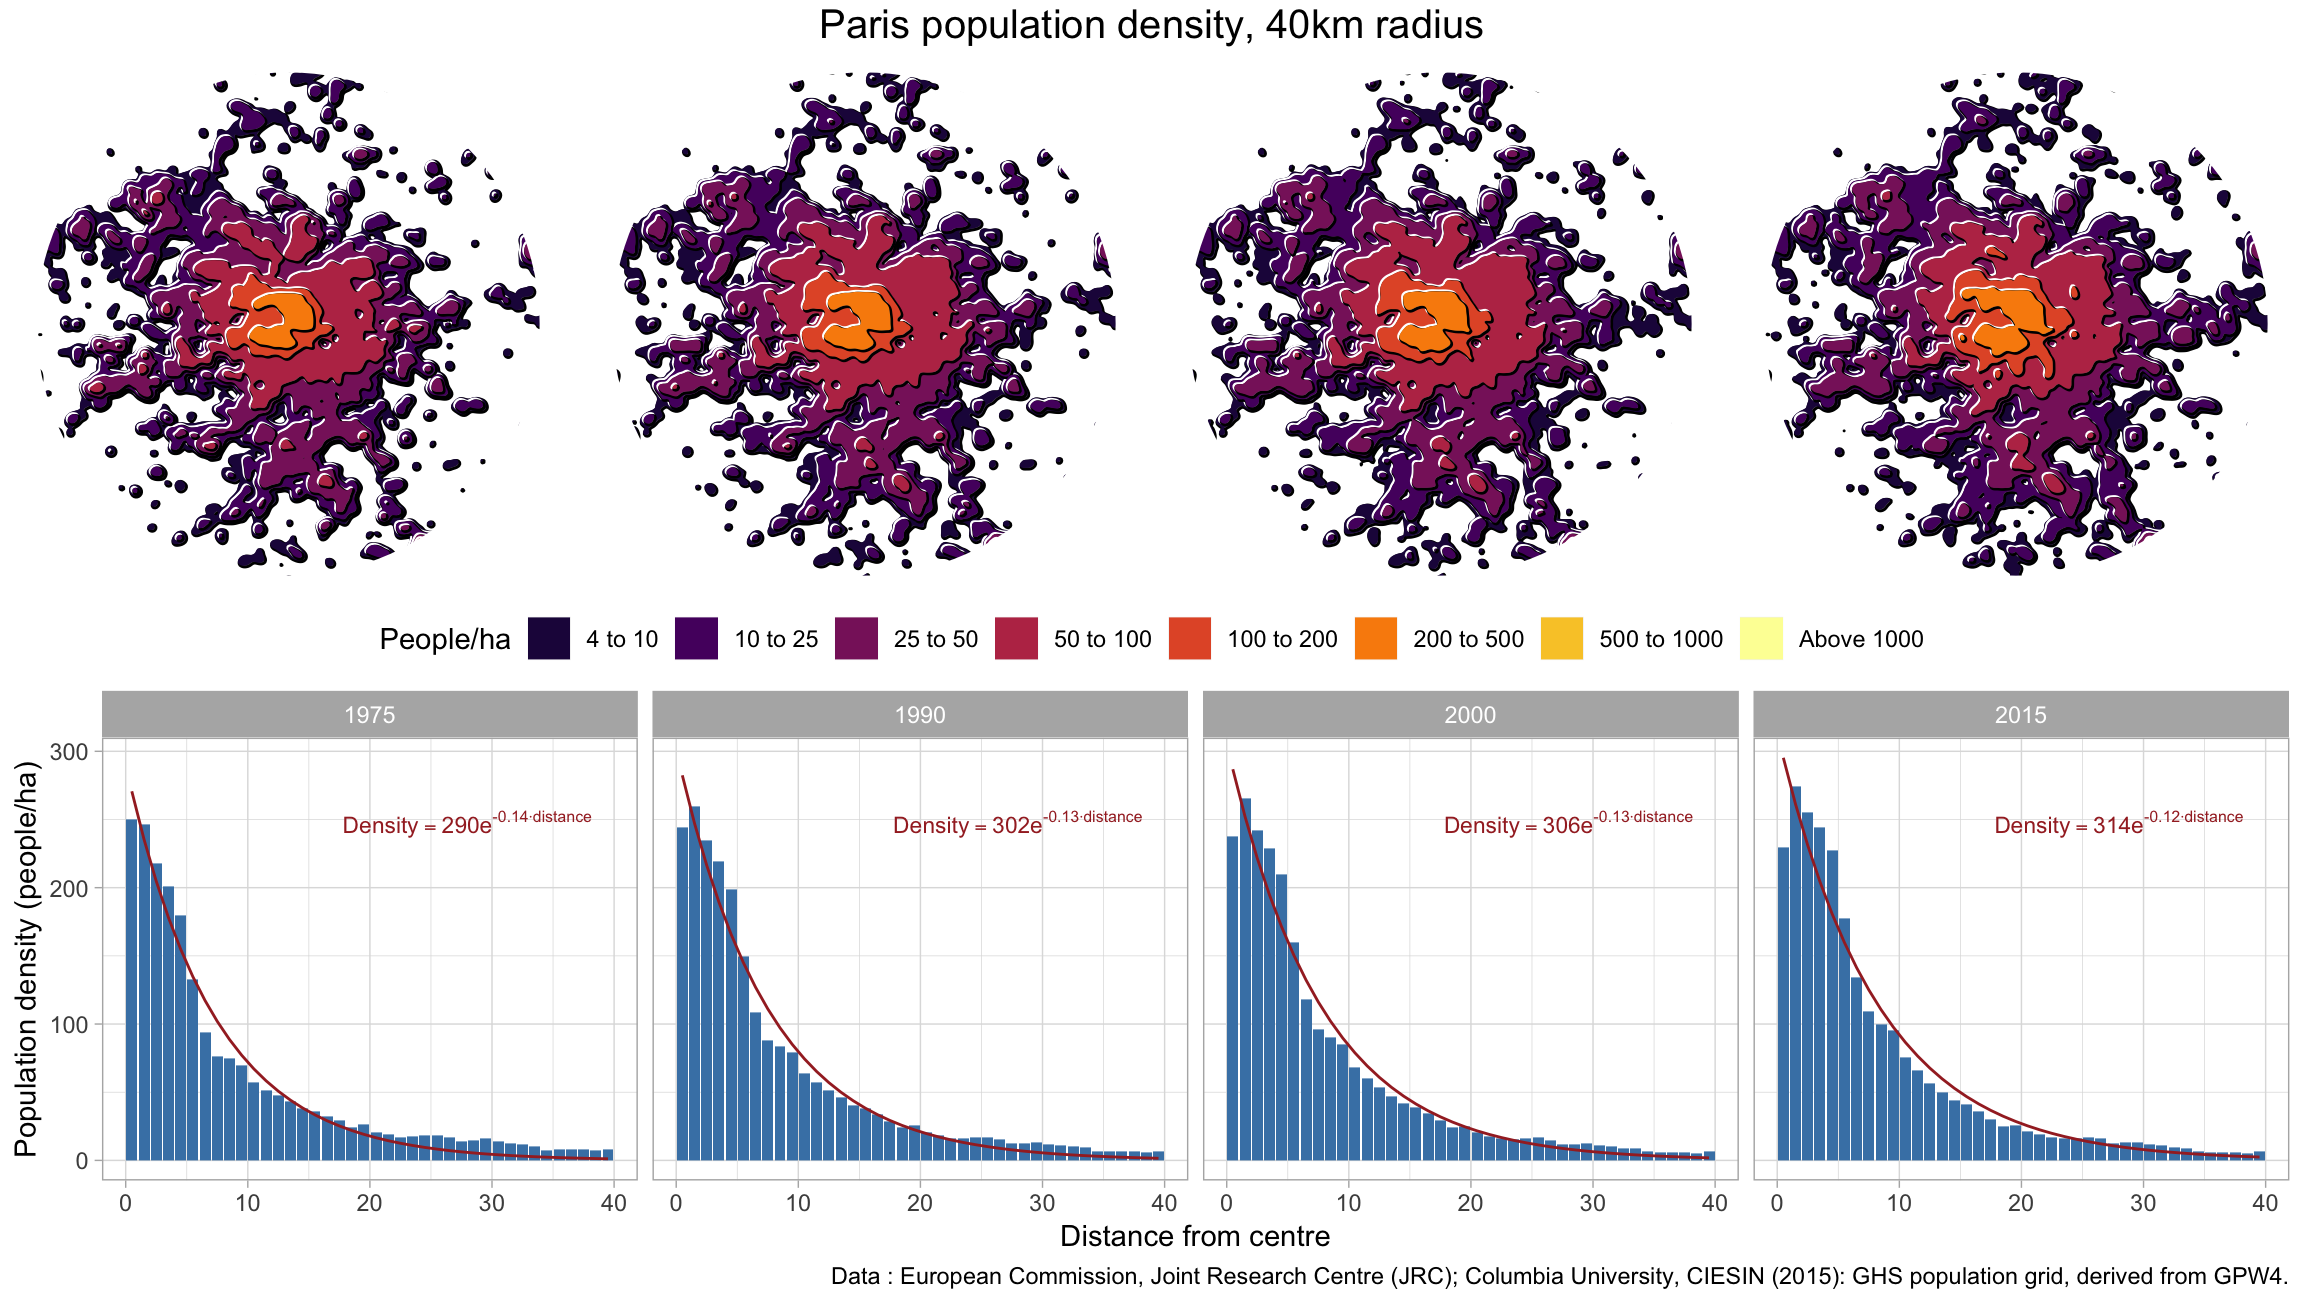 Paris population density, 40km radius
People/ha 4 to 10 10 to 25 25 to 50 50 to 100 100 to 200 200 to 500 500 to 1000 Above 1000
1975 1990 2000 2015
Population density (people/ha)
300
200
100
0
Density = 290e-0.14·distance
Density = 302e-0.13·distance
Density = 306e-0.13·distance
Density = 314e-0.12·distance
0 10 20 30 40 0 10 20 30 40 0 10 20 30 40 0 10 20 30 40
Distance from centre
Data : European Commission, Joint Research Centre (JRC); Columbia University, CIESIN (2015): GHS population grid, derived from GPW4.